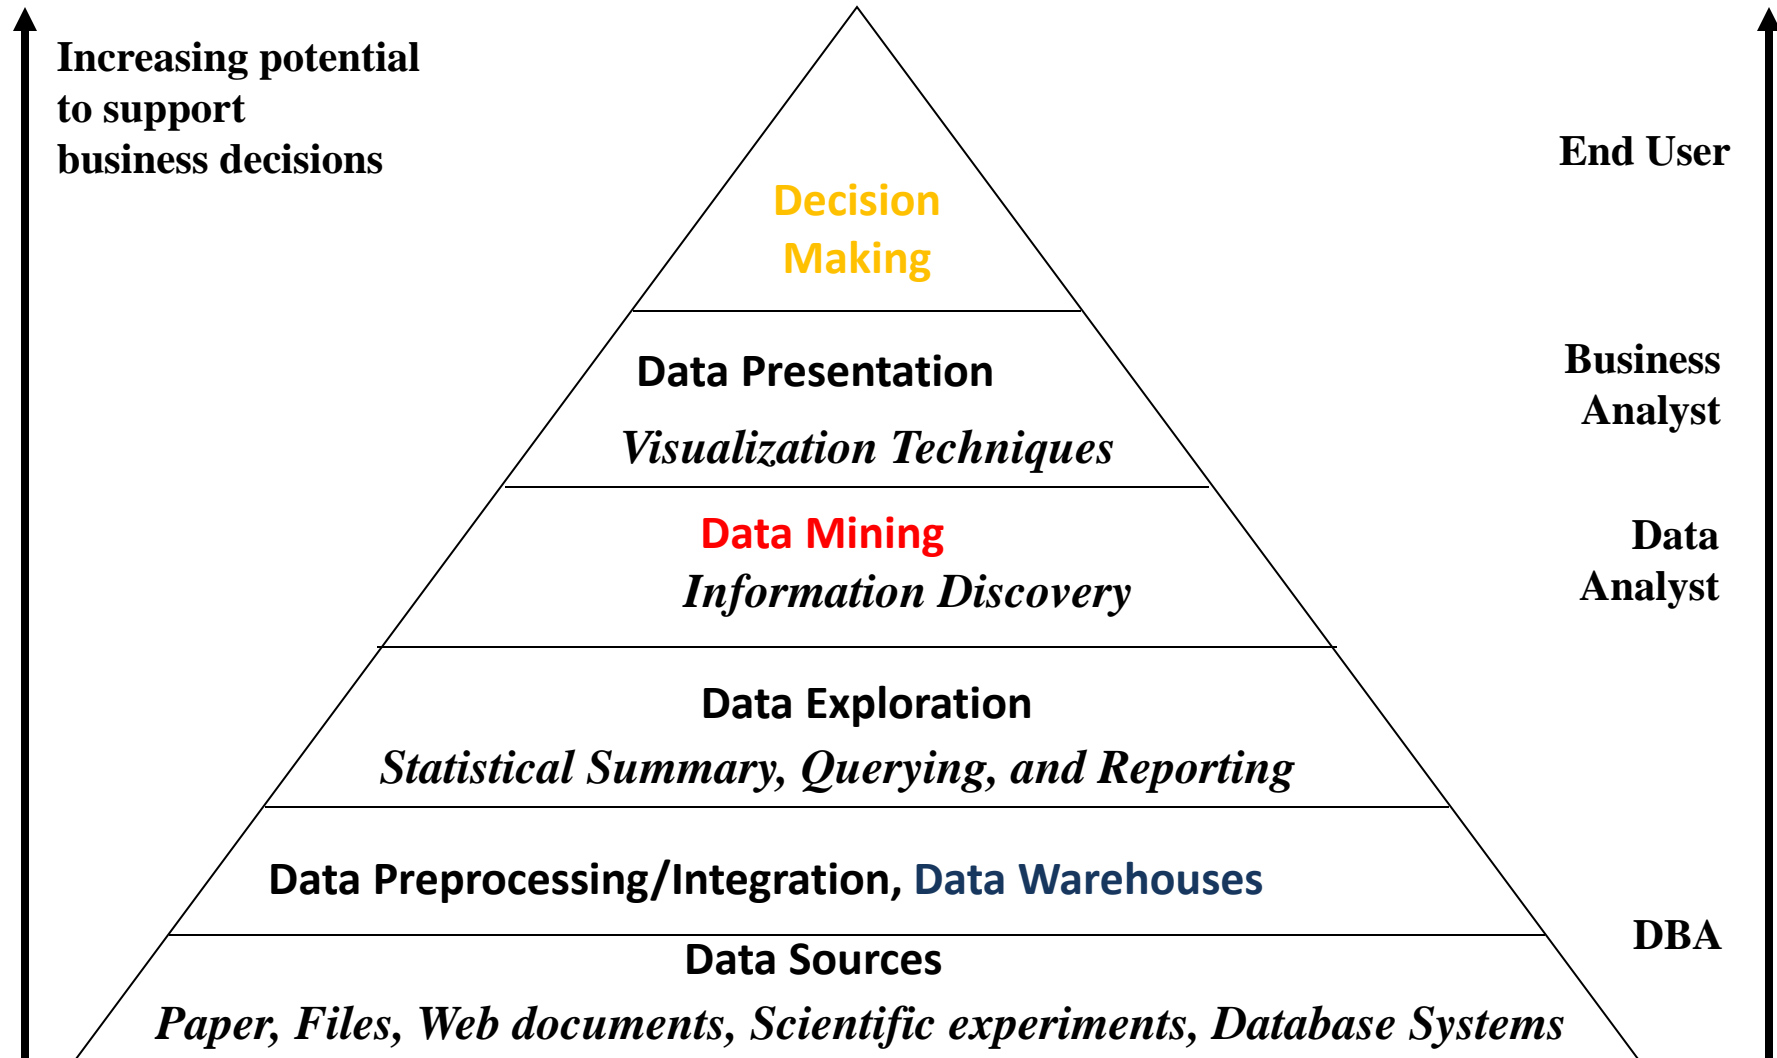 Increasing potential
to support
business decisions
End User
Decision
Making
Business
Analyst
Data Presentation
Visualization Techniques
Data Mining
Information Discovery
Data
Analyst
Data Exploration
Statistical Summary, Querying, and Reporting
Data Preprocessing/Integration, Data Warehouses
DBA
Data Sources
Paper, Files, Web documents, Scientific experiments, Database Systems